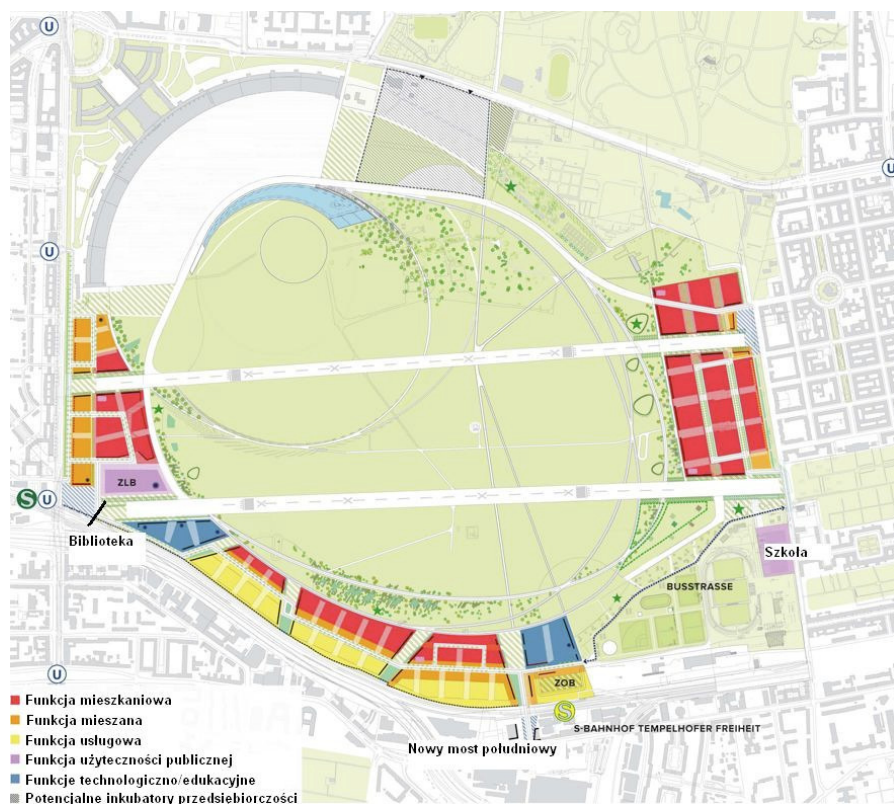 U
U
U
ZLB
S U
Biblioteka
Szkoła
BUSSTRASSE
U
ZOB
S
S-BAHNHOF TEMPELHOFER FREIHEIT
Nowy most południowy
Funkcja mieszkaniowa
Funkcja mieszana
Funkcja usługowa
Funkcja użyteczności publicznej
Funkcje technologiczno/edukacyjne
Potencjalne inkubatory przedsiębiorczości